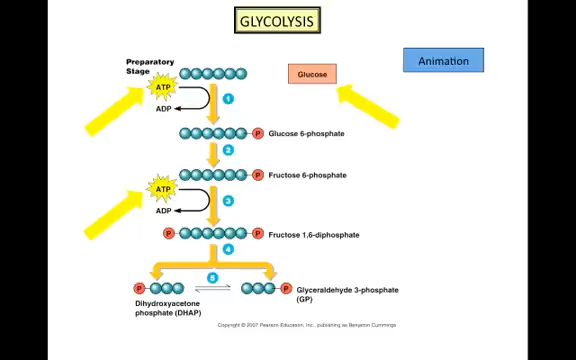 GLYCOLYSIS
Animation
Preparatory
Stage
Glucose
ATP
1
ADP
P
Glucose 6-phosphate
2
P
Fructose 6-phosphate
ATP
3
ADP
P
P
Fructose 1,6-diphosphate
4
5
P
P
Glyceraldehyde 3-phosphate
(GP)
Dihydroxyacetone
phosphate (DHAP)
Copyright © 2007 Pearson Education, Inc., publishing as Benjamin Cummings